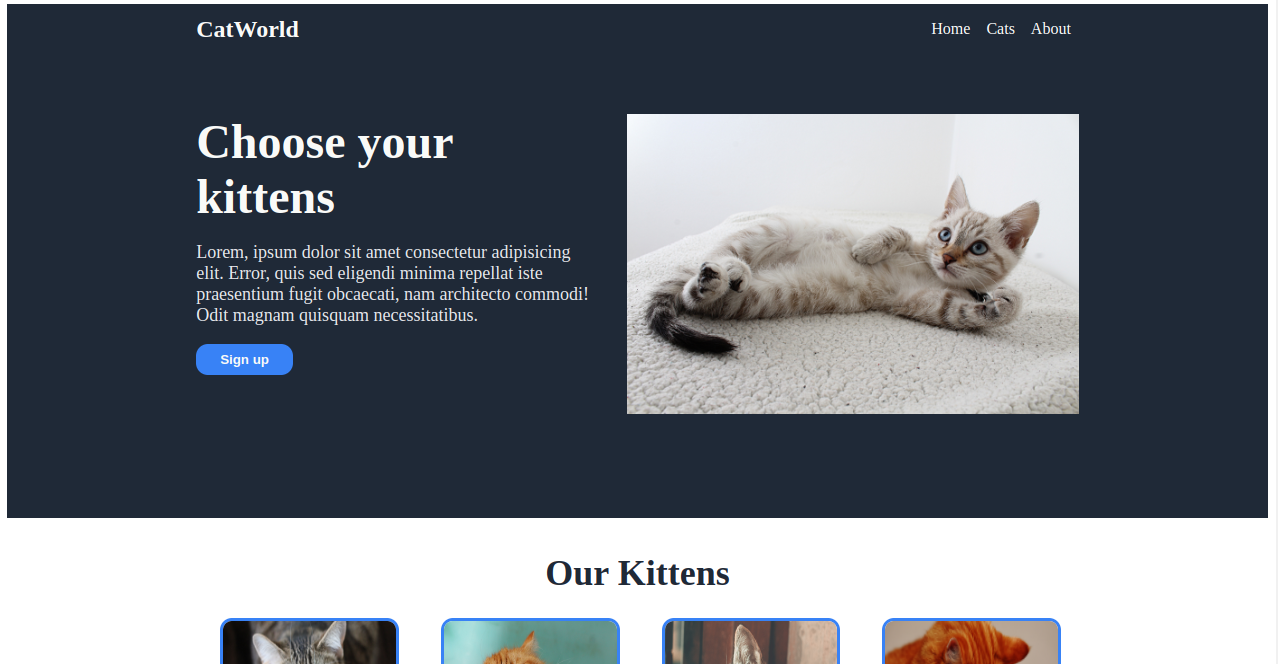 CatWorld
Home Cats About
Choose your
kittens
Lorem, ipsum dolor sit amet consectetur adipisicing
elit. Error, quis sed eligendi minima repellat iste
praesentium fugit obcaecati, nam architecto commodi!
Odit magnam quisquam necessitatibus.
Sign up
Our Kittens